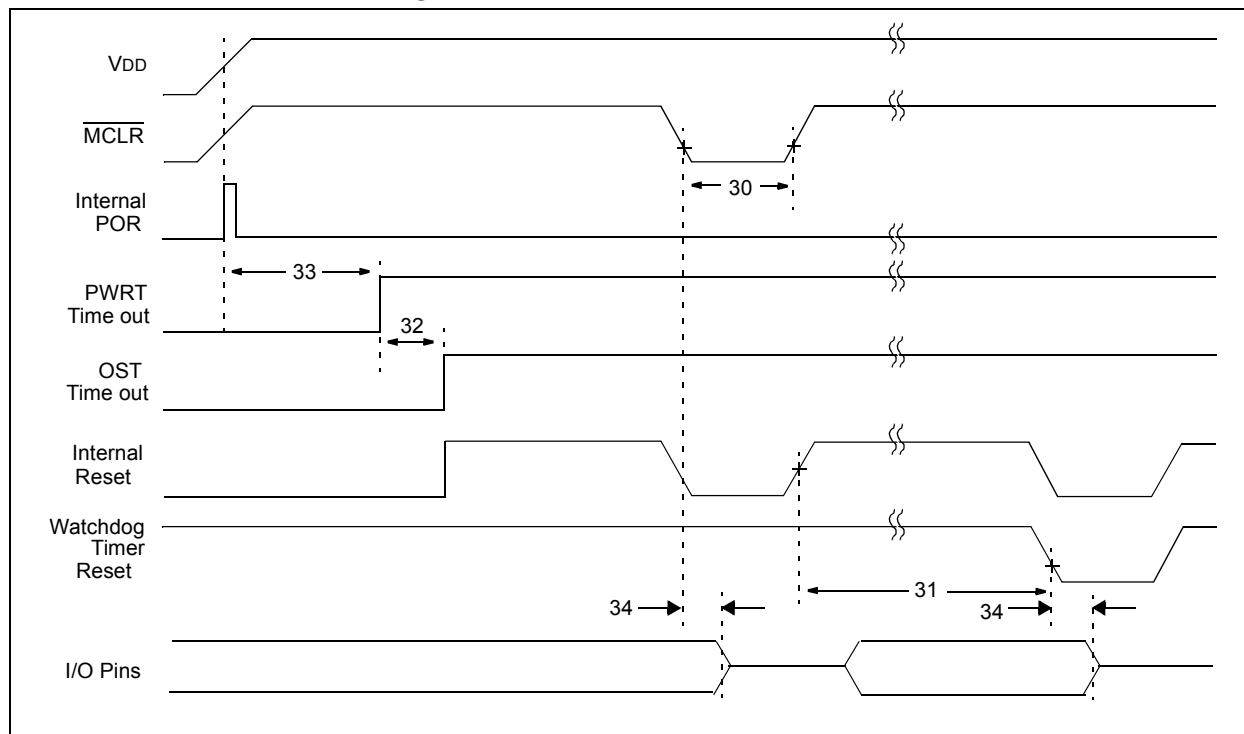 VDD
MCLR
30
Internal
POR
33
PWRT
Time out
32
OST
Time out
Internal
Reset
Watchdog
Timer
Reset
31
34
34
I/O Pins